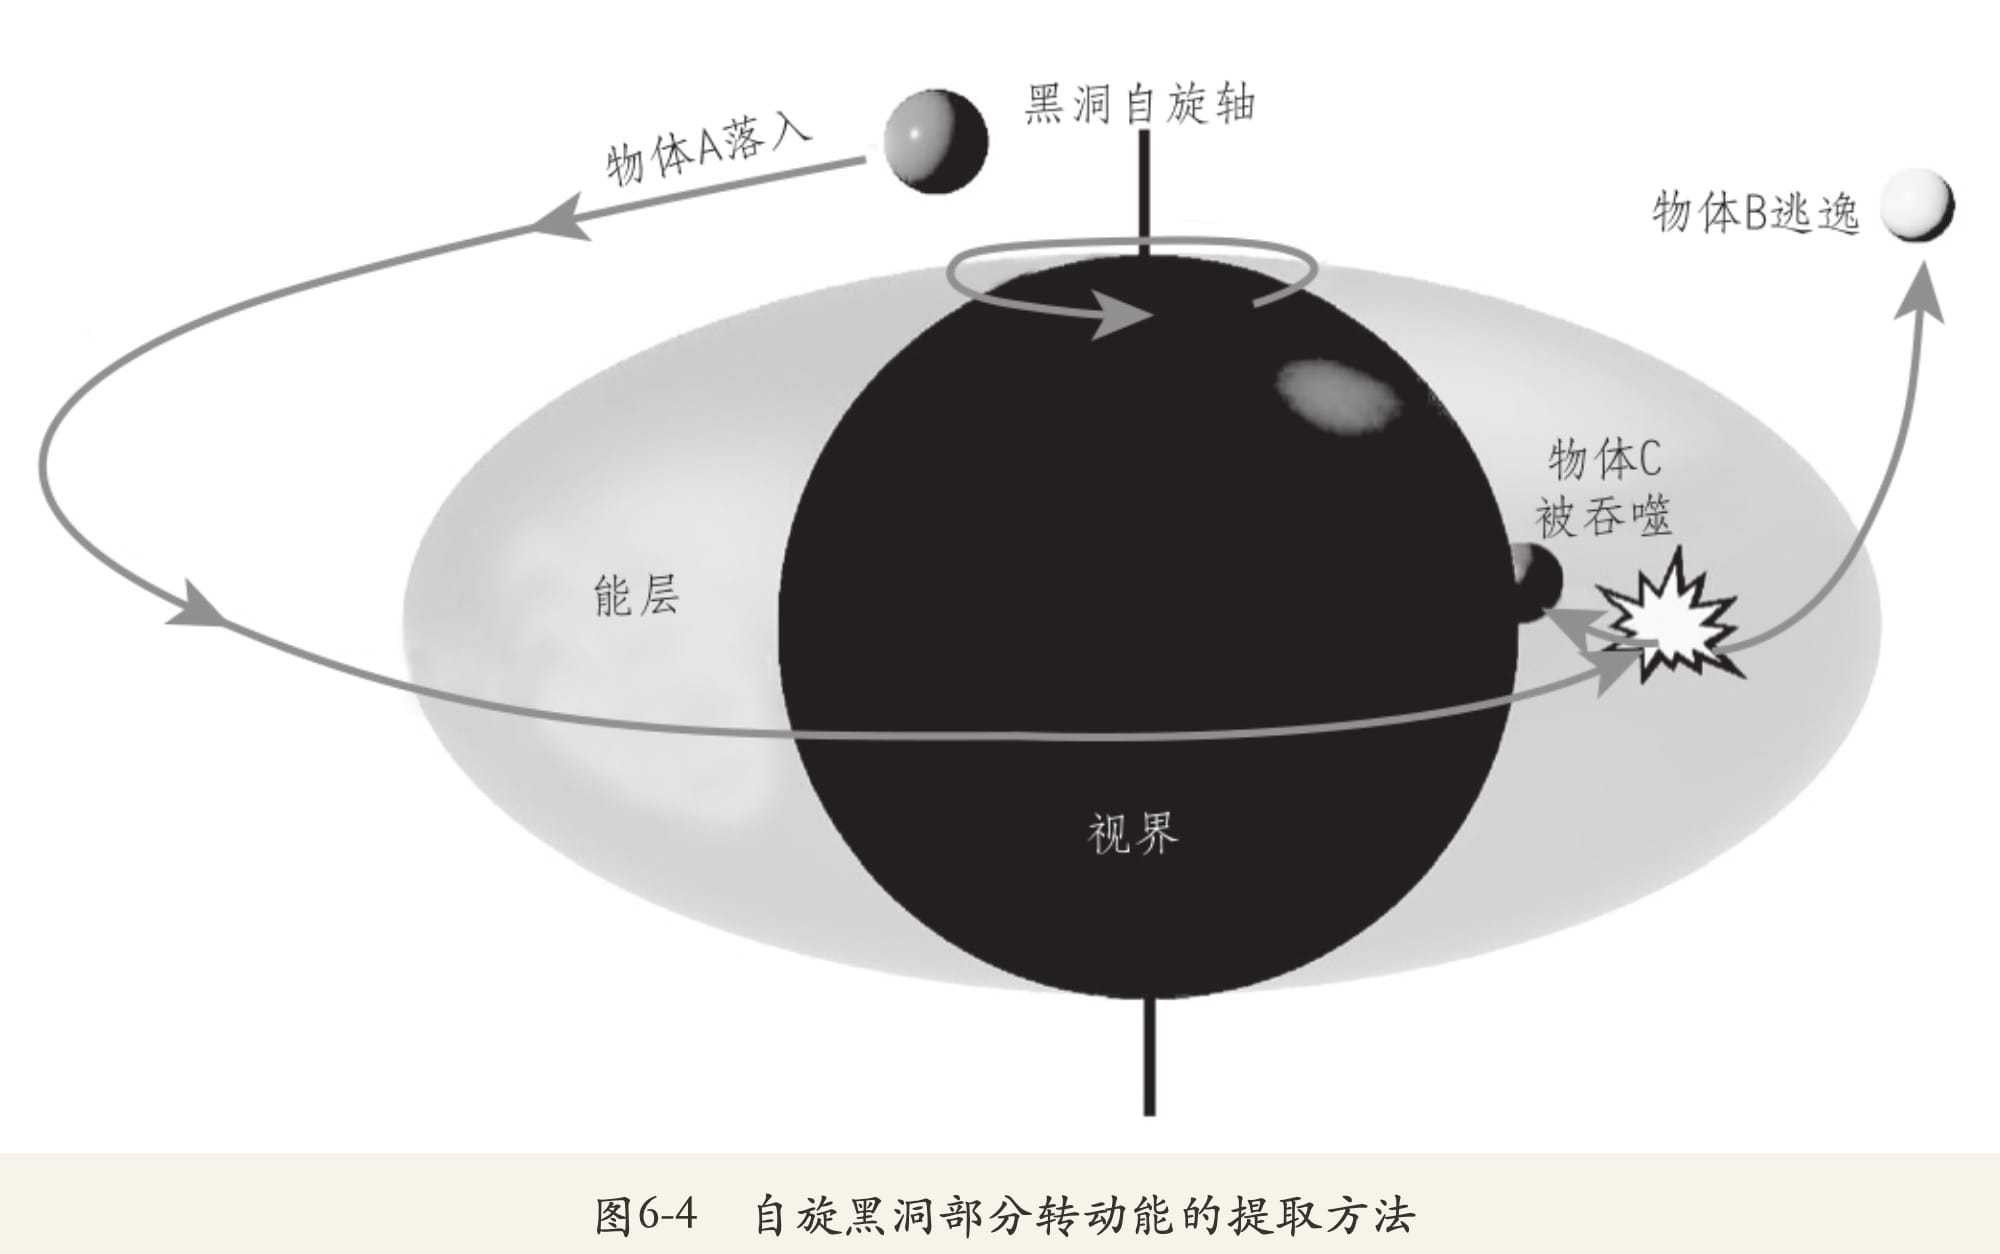 黑洞自旋轴
物体A落入
物体B逃逸
物体C
被吞噬
能层
视界
图6-4 自旋黑洞部分转动能的提取方法